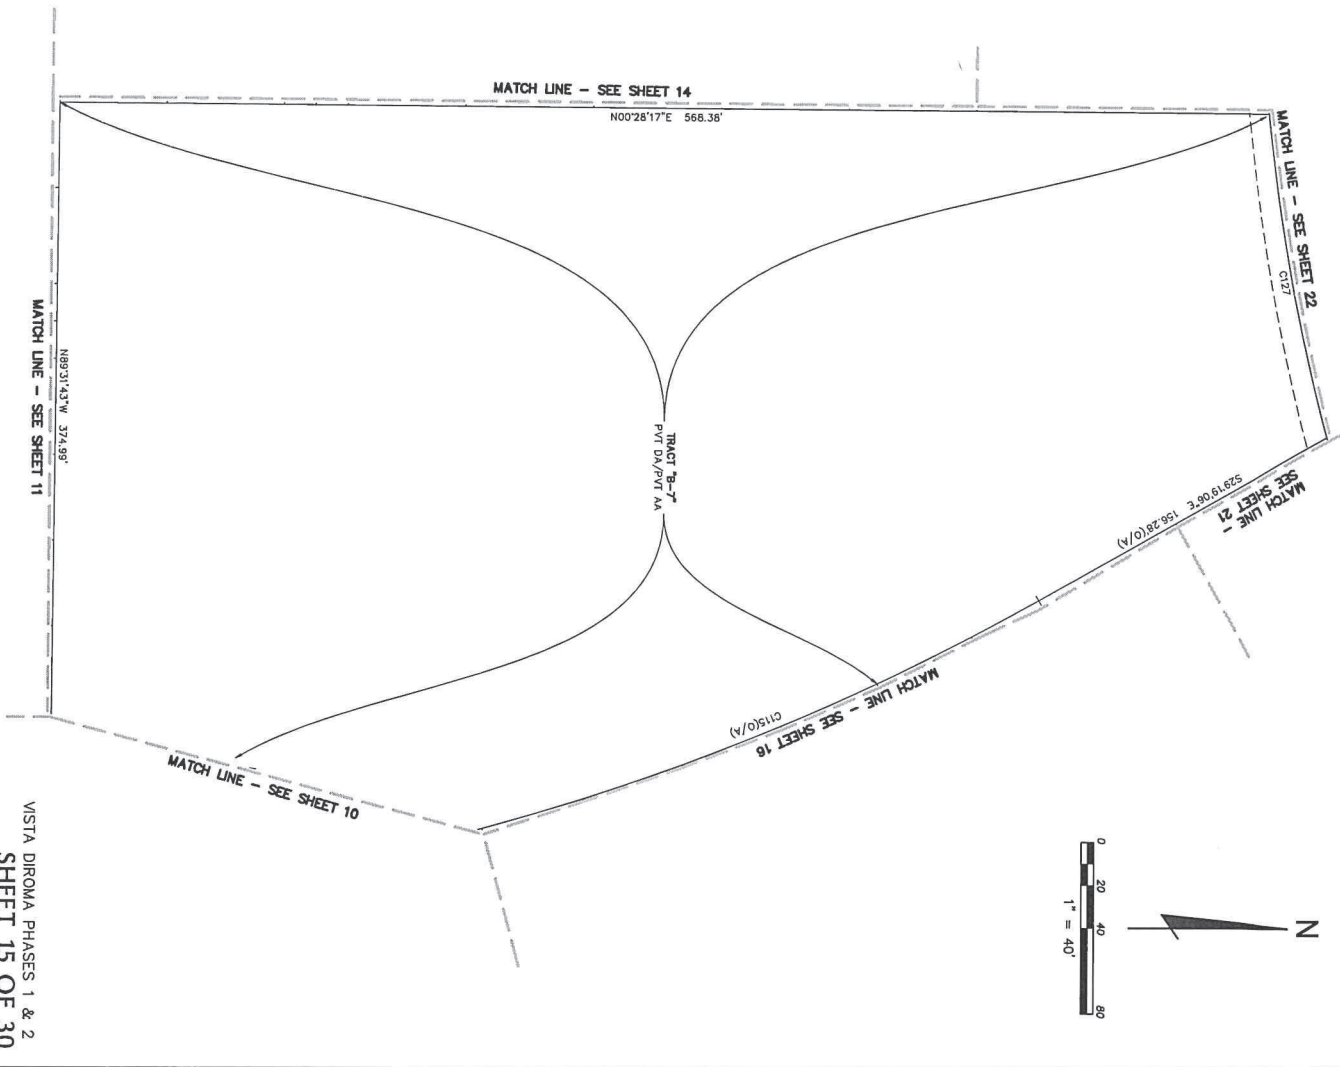 MATCH LINE - SEE SHEET 14
N00°28'17"E 568.38'
MATCH LINE - SEE SHEET 22
C127
MATCH LINE - SEE SHEET 11
N89°31'43"W 374.99'
TRACT "B-7"
PVT DA/PVT AA
S29°19'06"E 156.28'(O/A)
MATCH LINE -
SEE SHEET 21
MATCH LINE - SEE SHEET 16
C115(O/A)
MATCH LINE - SEE SHEET 10
0 20 40 80
1" = 40'
N
VISTA DIROMA PHASES 1 & 2
SHEET 15 OF 30